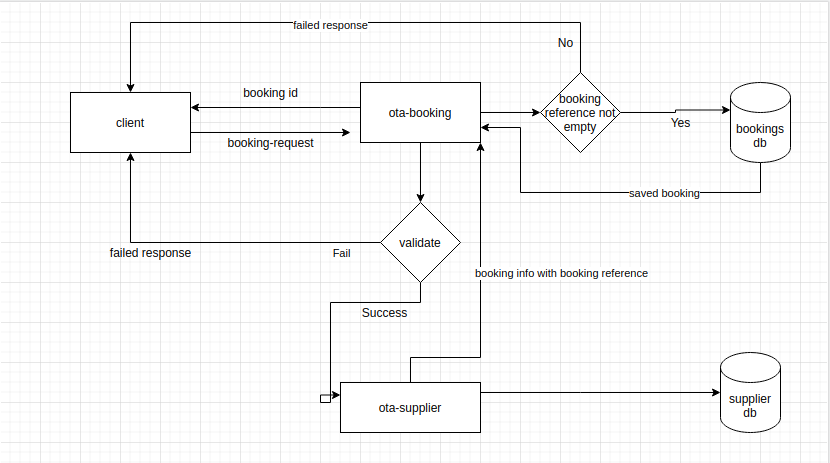 failed response
No
booking id
client
booking-request
ota-booking
booking
reference not
empty
Yes
bookings
db
saved booking
validate
failed response
Fail
booking info with booking reference
Success
ota-supplier
supplier
db